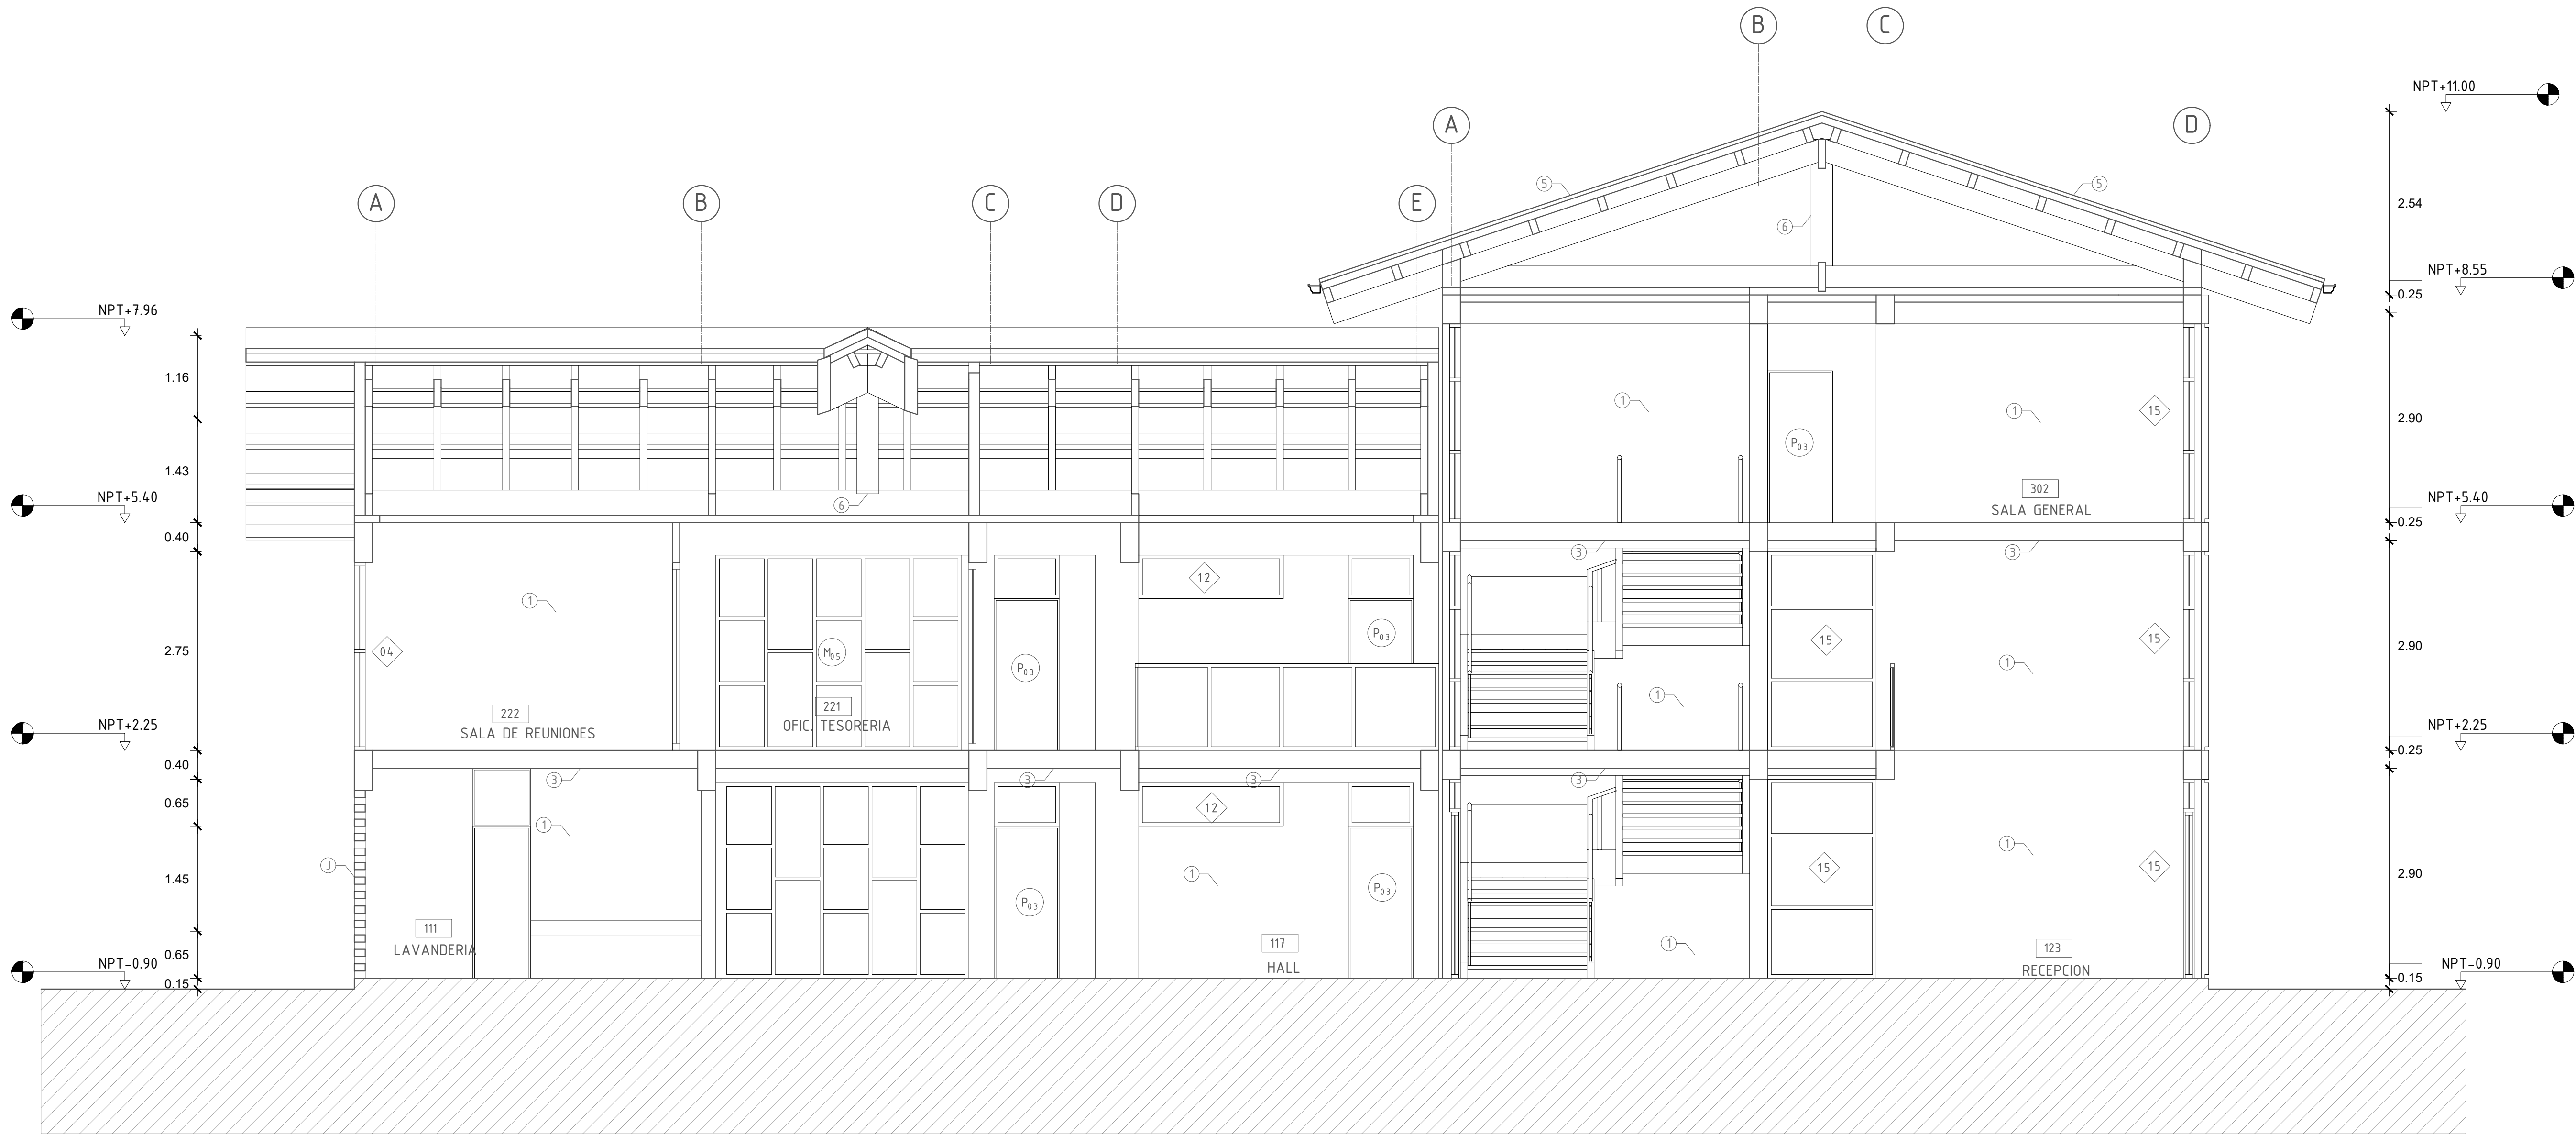 B
C
NPT+11.00
A
D
5
5
A
B
C
D
E
2.54
6
NPT+8.55
0.25
NPT+7.96
1.16
1
1
15
2.90
P03
1.43
302
NPT+5.40
6
NPT+5.40
SALA GENERAL
0.25
0.40
3
3
12
1
P03
15
15
2.75
04
M05
2.90
P03
1
1
222
221
SALA DE REUNIONES
OFIC. TESORERIA
NPT+2.25
NPT+2.25
0.25
0.40
3
3
3
3
0.65
12
1
1
J
15
15
1.45
1
2.90
P03
P03
111
117
1
123
LAVANDERIA
0.65
NPT-0.90
HALL
RECEPCION
NPT-0.90
0.15
0.15